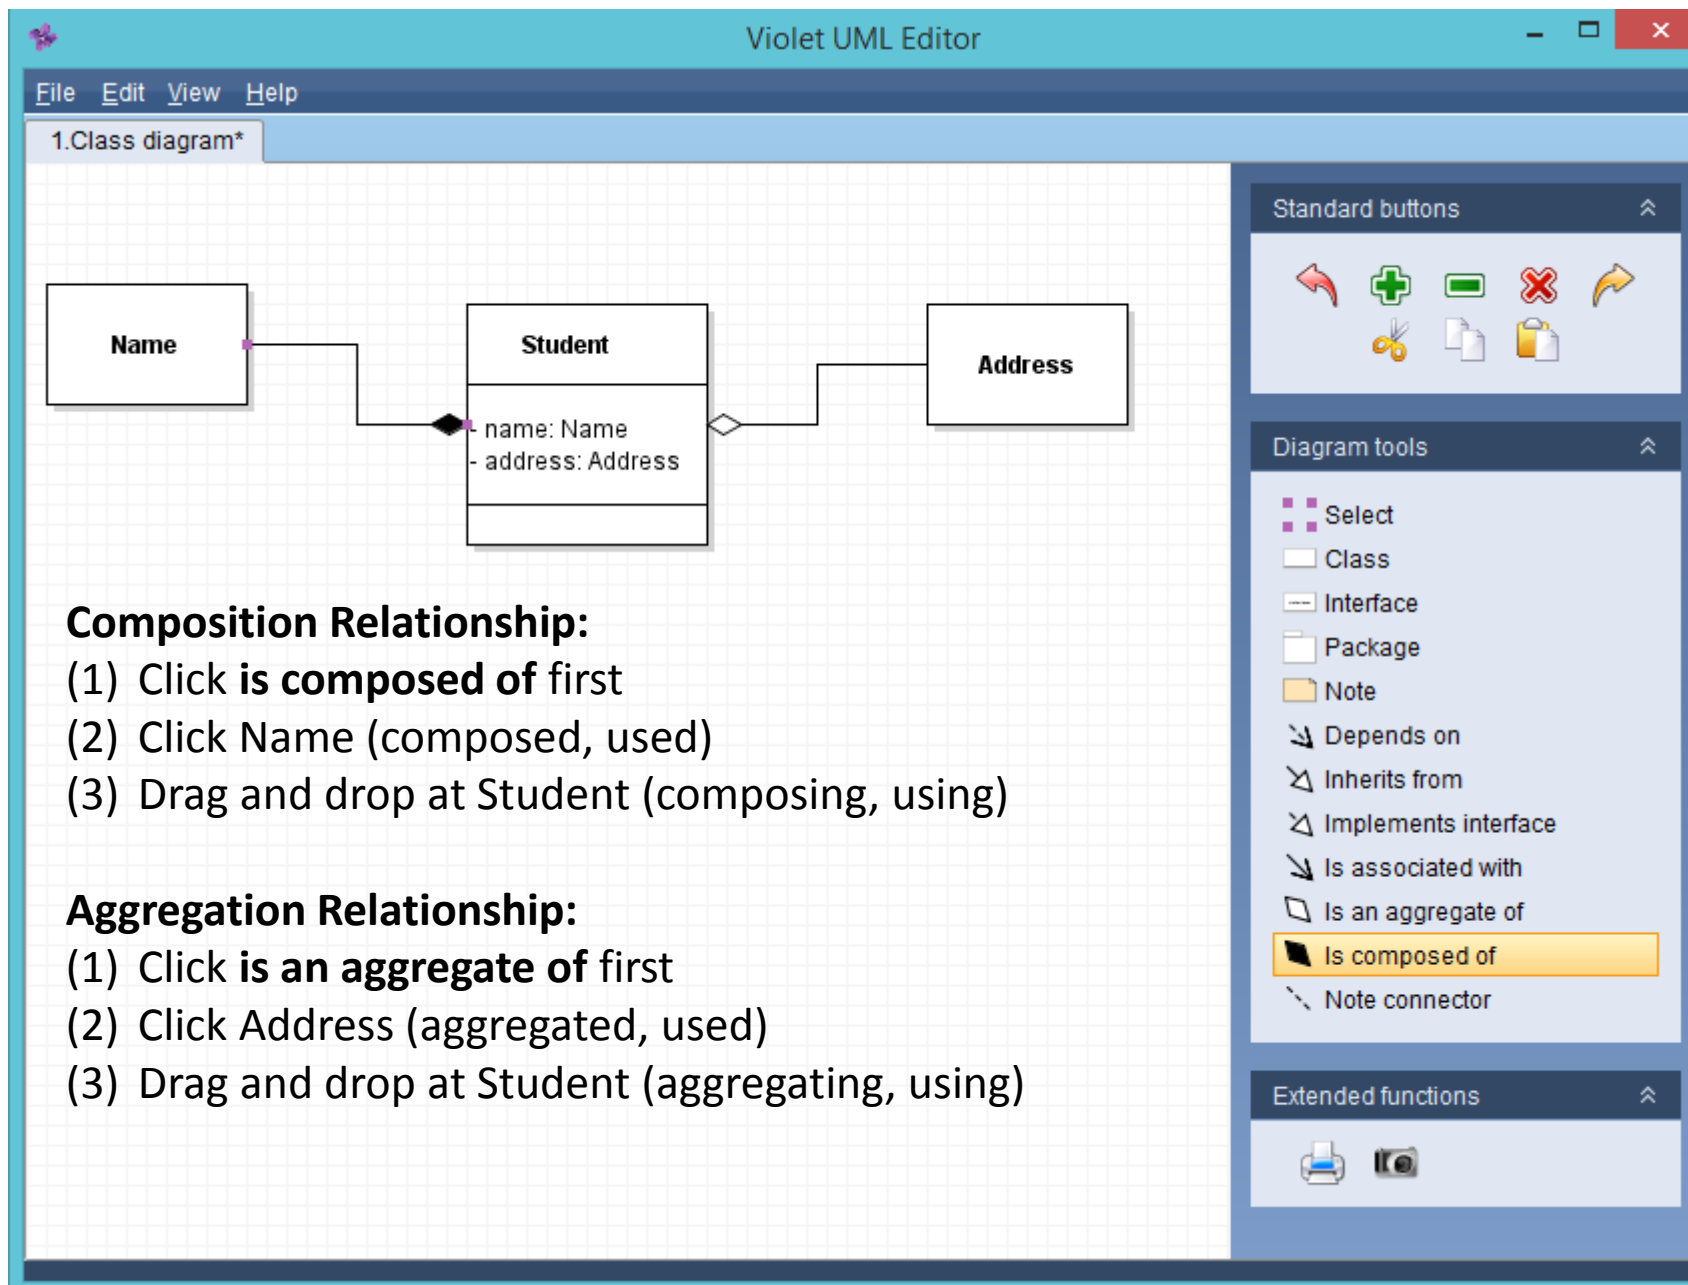 Violet UML Editor
File Edit View Help
1.Class diagram*
Name
Student
- name: Name
- address: Address
Address
Composition Relationship:
(1) Click is composed of first
(2) Click Name (composed, used)
(3) Drag and drop at Student (composing, using)
Aggregation Relationship:
(1) Click is an aggregate of first
(2) Click Address (aggregated, used)
(3) Drag and drop at Student (aggregating, using)
Standard buttons
Diagram tools
Select
Class
Interface
Package
Note
Depends on
Inherits from
Implements interface
Is associated with
Is an aggregate of
Is composed of
Note connector
Extended functions